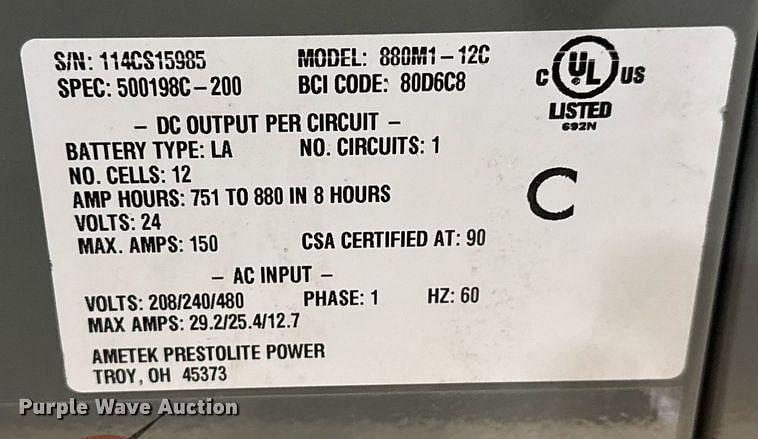 S/N: 114CS15985 MODEL: 880M1-12C
SPEC: 500198C-200 BCI CODE: 80D6C8
C UL US
LISTED
692N
- DC OUTPUT PER CIRCUIT -
BATTERY TYPE: LA NO. CIRCUITS: 1
NO. CELLS: 12
AMP HOURS: 751 TO 880 IN 8 HOURS
VOLTS: 24
MAX. AMPS: 150 CSA CERTIFIED AT: 90
C
- AC INPUT -
VOLTS: 208/240/480 PHASE: 1 HZ: 60
MAX AMPS: 29.2/25.4/12.7
AMETEK PRESTOLITE POWER
TROY, OH 45373
Purple Wave Auction